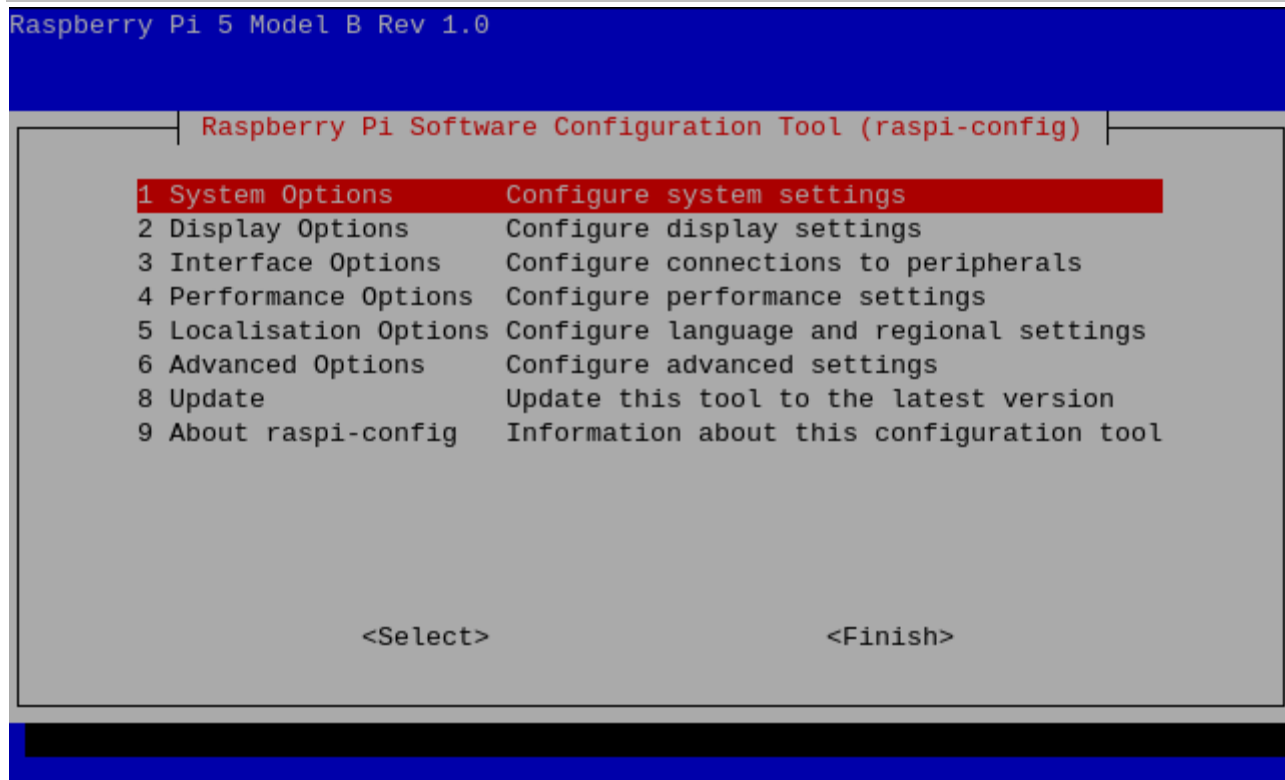 Raspberry Pi 5 Model B Rev 1.0
Raspberry Pi Software Configuration Tool (raspi-config)
1 System Options Configure system settings
2 Display Options Configure display settings
3 Interface Options Configure connections to peripherals
4 Performance Options Configure performance settings
5 Localisation Options Configure language and regional settings
6 Advanced Options Configure advanced settings
8 Update Update this tool to the latest version
9 About raspi-config Information about this configuration tool
<Select> <Finish>